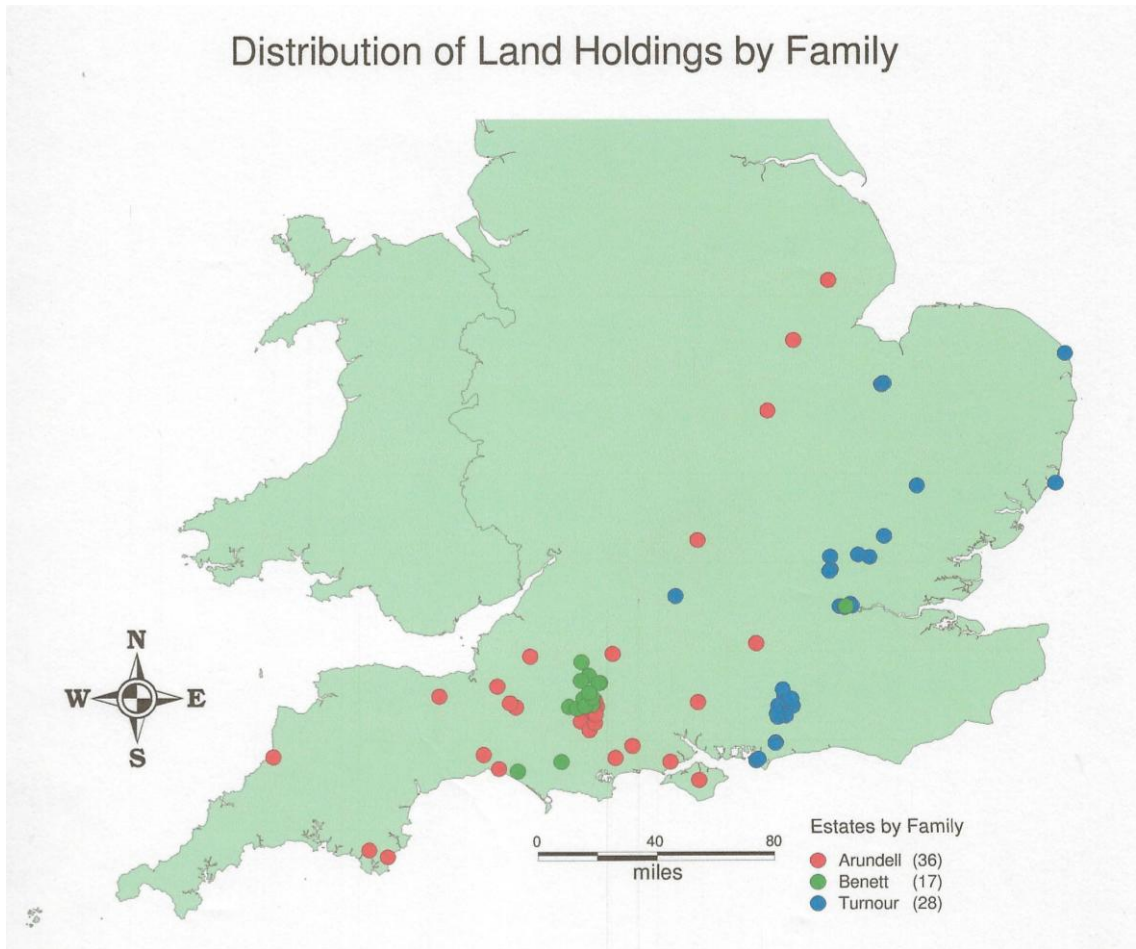 Distribution of Land Holdings by Family
N
W E
S
0 40 80
miles
Estates by Family
Arundell (36)
Benett (17)
Turnour (28)